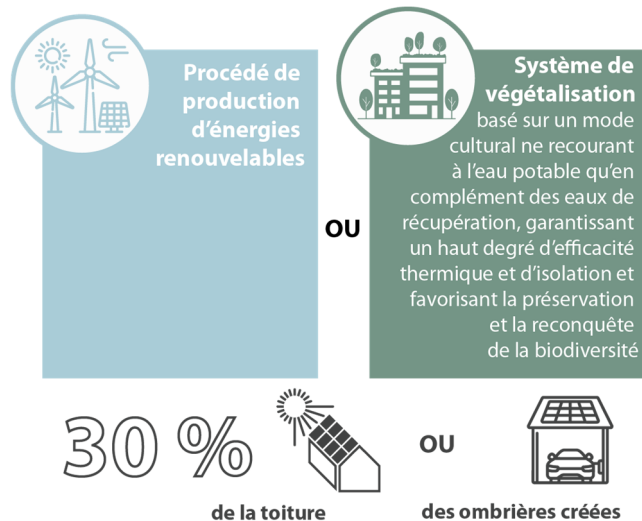 Procédé de
production
d'énergies
renouvelables
OU
Système de
végétalisation
basé sur un mode
cultural ne recourant
à l'eau potable qu'en
complément des eaux de
récupération, garantissant
un haut degré d'efficacité
thermique et d'isolation et
favorisant la préservation
et la reconquête
de la biodiversité
30 %
de la toiture
OU
des ombrières créées